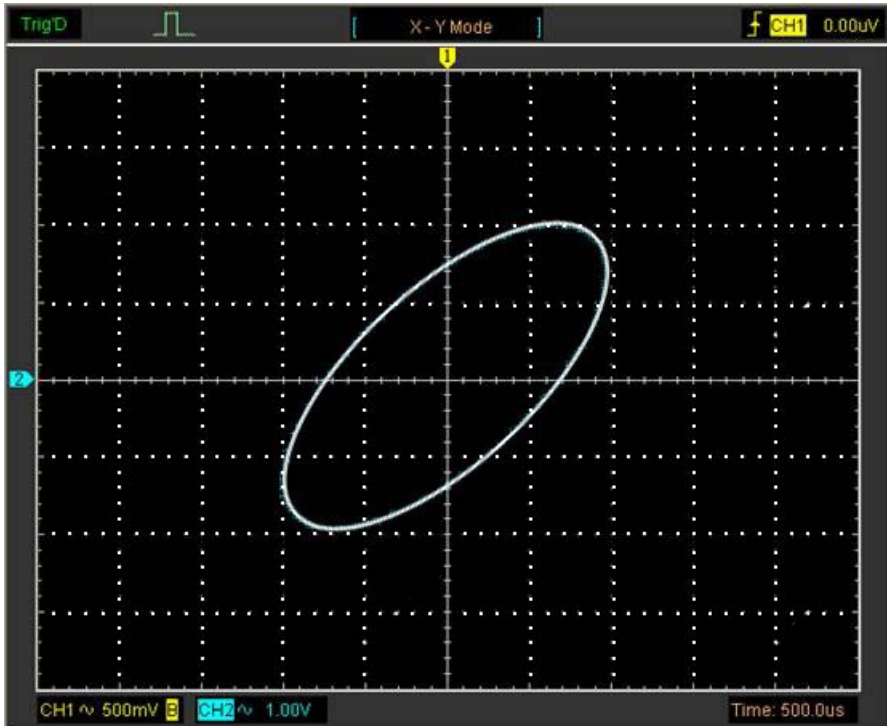 Trig'D [ X - Y Mode ] CH1 0.00uV
1
2
CH1 ∿ 500mV B CH2 ∿ 1.00V Time: 500.0us